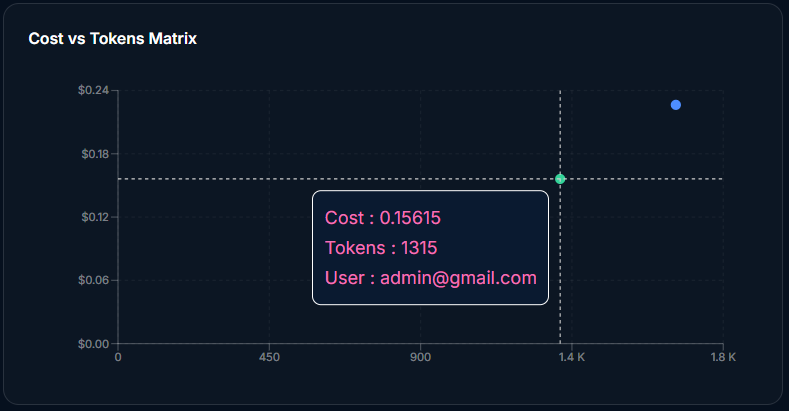 Cost vs Tokens Matrix
$0.24
$0.18
$0.12
$0.06
$0.00
Cost : 0.15615
Tokens : 1315
User : admin@gmail.com
0 450 900 1.4 K 1.8 K